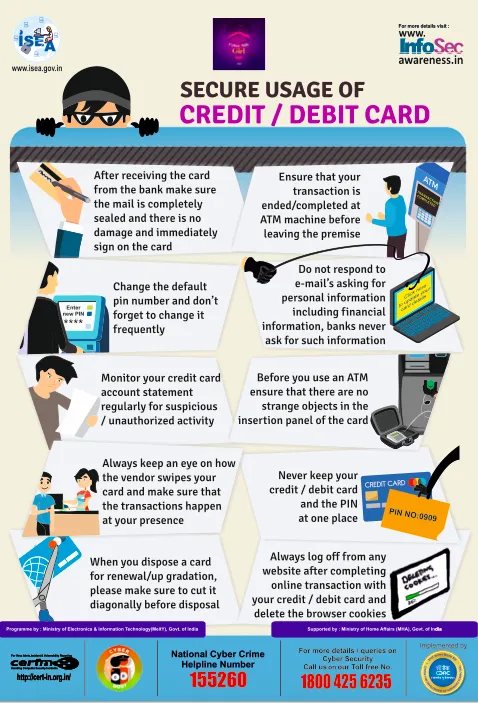 For more details visit :
www.
InfoSec
awareness.in
ISEA
www.isea.gov.in
SECURE USAGE OF
CREDIT / DEBIT CARD
After receiving the card
from the bank make sure
the mail is completely
sealed and there is no
damage and immediately
sign on the card
Ensure that your
transaction is
ended/completed at
ATM machine before
leaving the premise
ATM
Enter
new PIN
****
Change the default
pin number and don't
forget to change it
frequently
Do not respond to
e-mail's asking for
personal information
including financial
information, banks never
ask for such information
Monitor your credit card
account statement
regularly for suspicious
/ unauthorized activity
Before you use an ATM
ensure that there are no
strange objects in the
insertion panel of the card
Always keep an eye on how
the vendor swipes your
card and make sure that
the transactions happen
at your presence
Never keep your
credit / debit card
and the PIN
at one place
CREDIT CARD
PIN NO:0909
When you dispose a card
for renewal/up gradation,
please make sure to cut it
diagonally before disposal
Always log off from any
website after completing
online transaction with
your credit / debit card and
delete the browser cookies
DELETING
COOKIES...
Programme by : Ministry of Electronics & Information Technology(MeitY), Govt. of India
Supported by : Ministry of Home Affairs (MHA), Govt. of India
http://cert-in.org.in/
CYBER
National Cyber Crime
Helpline Number
155260
For more details / queries on
Cyber Security
Call us on our Toll free No.
1800 425 6235
Implemented by